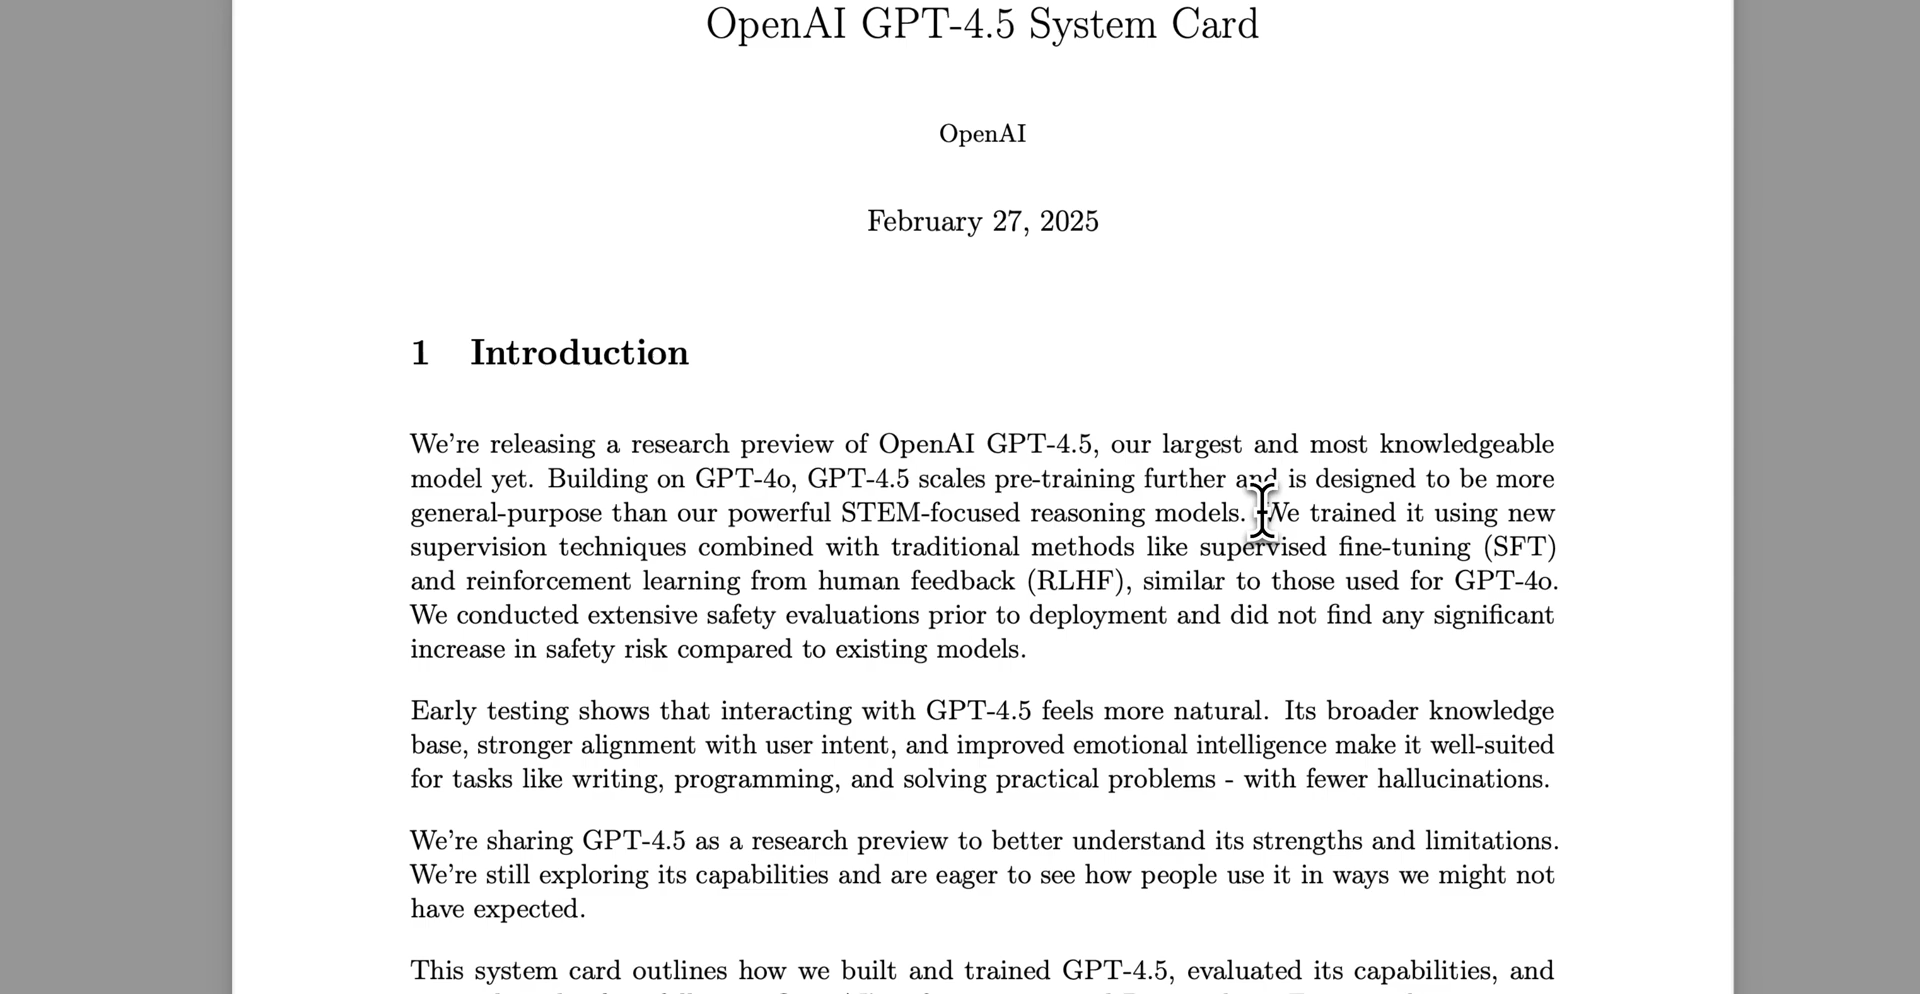 OpenAI GPT-4.5 System Card
OpenAI
February 27, 2025
1 Introduction
We're releasing a research preview of OpenAI GPT-4.5, our largest and most knowledgeable
model yet. Building on GPT-4o, GPT-4.5 scales pre-training further and is designed to be more
general-purpose than our powerful STEM-focused reasoning models. We trained it using new
supervision techniques combined with traditional methods like supervised fine-tuning (SFT)
and reinforcement learning from human feedback (RLHF), similar to those used for GPT-4o.
We conducted extensive safety evaluations prior to deployment and did not find any significant
increase in safety risk compared to existing models.
Early testing shows that interacting with GPT-4.5 feels more natural. Its broader knowledge
base, stronger alignment with user intent, and improved emotional intelligence make it well-suited
for tasks like writing, programming, and solving practical problems - with fewer hallucinations.
We're sharing GPT-4.5 as a research preview to better understand its strengths and limitations.
We're still exploring its capabilities and are eager to see how people use it in ways we might not
have expected.
This system card outlines how we built and trained GPT-4.5, evaluated its capabilities, and